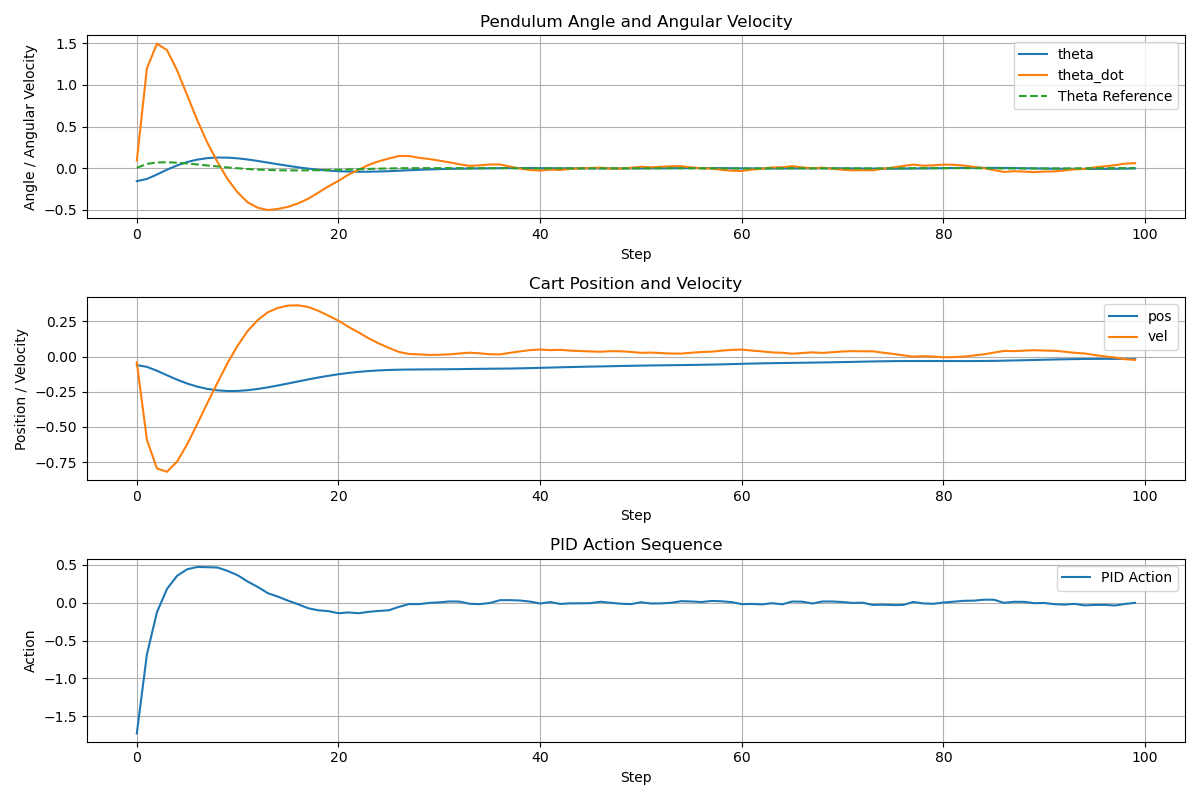 Pendulum Angle and Angular Velocity
Angle / Angular Velocity
1.5
1.0
0.5
0.0
−0.5
theta
theta_dot
Theta Reference
0 20 40 60 80 100
Step
Cart Position and Velocity
Position / Velocity
0.25
0.00
−0.25
−0.50
−0.75
pos
vel
0 20 40 60 80 100
Step
PID Action Sequence
Action
0.5
0.0
−0.5
−1.0
−1.5
PID Action
0 20 40 60 80 100
Step